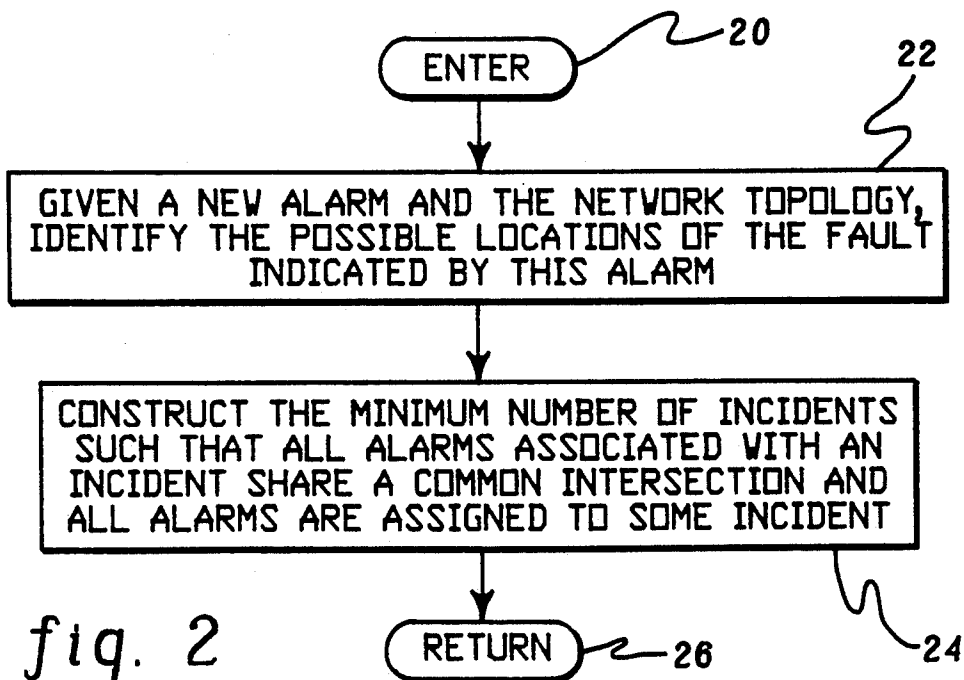 20
ENTER
22
GIVEN A NEW ALARM AND THE NETWORK TOPOLOGY,
IDENTIFY THE POSSIBLE LOCATIONS OF THE FAULT
INDICATED BY THIS ALARM
CONSTRUCT THE MINIMUM NUMBER OF INCIDENTS
SUCH THAT ALL ALARMS ASSOCIATED WITH AN
INCIDENT SHARE A COMMON INTERSECTION AND
ALL ALARMS ARE ASSIGNED TO SOME INCIDENT
24
RETURN
26
fig. 2